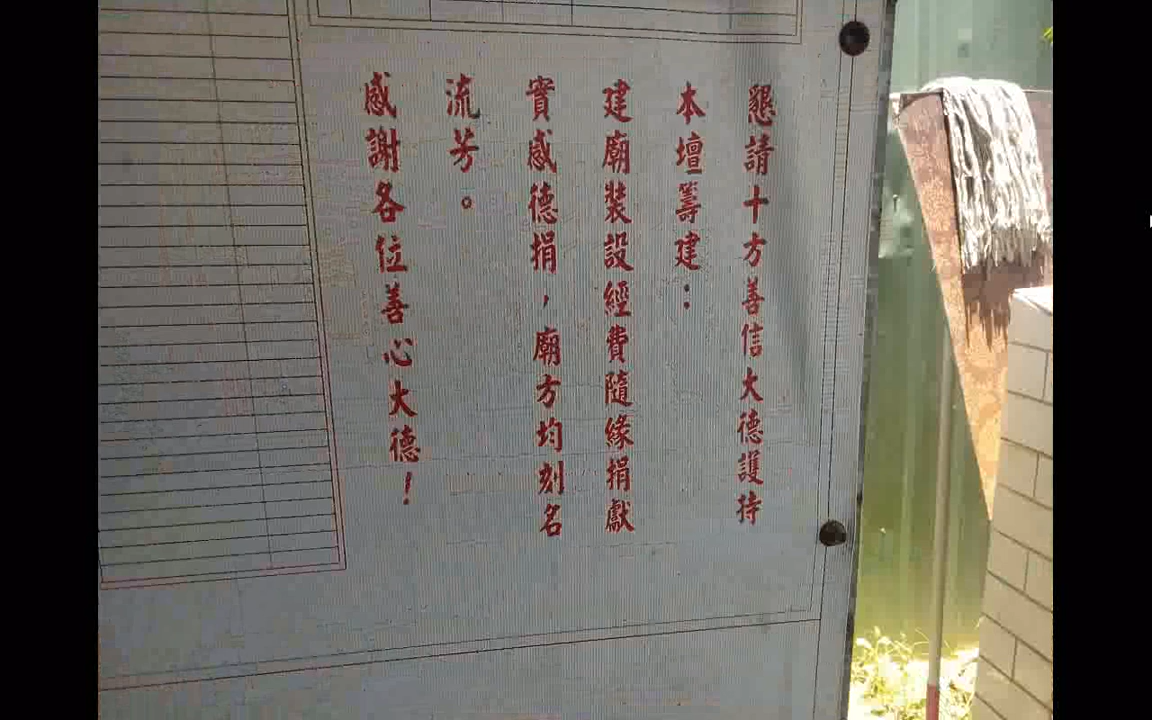 懇請十方善信大德護持
本壇籌建：
建廟裝設經費隨緣捐獻
實感德捐，廟方均刻名
流芳。
感謝各位善心大德！